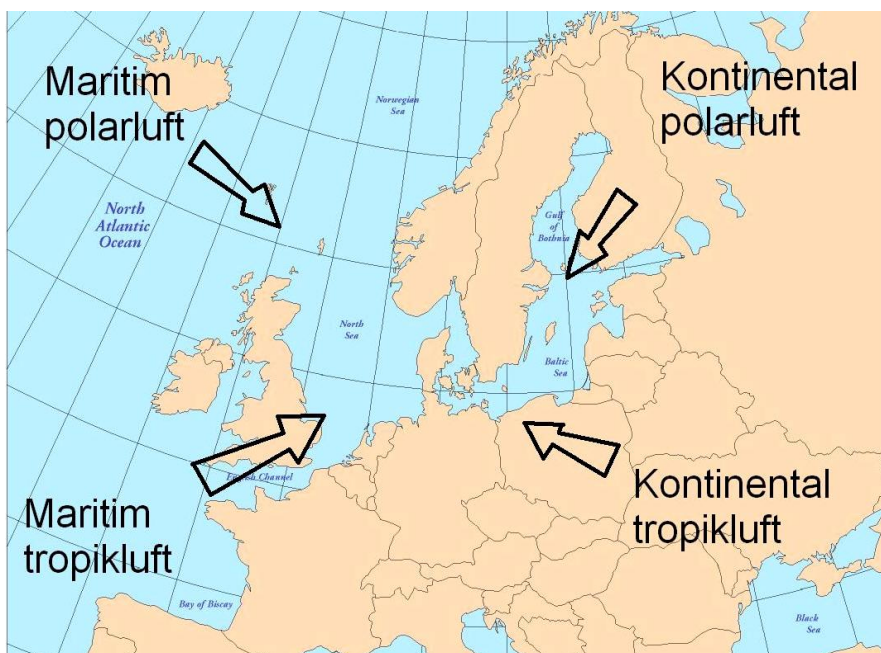 Maritim
polarluft
Kontinental
polarluft
Norwegian
Sea
North
Atlantic
Ocean
Gulf
of
Bothnia
North
Sea
Baltic
Sea
English Channel
Maritim
tropikluft
Kontinental
tropikluft
Bay of Biscay
Black
Sea